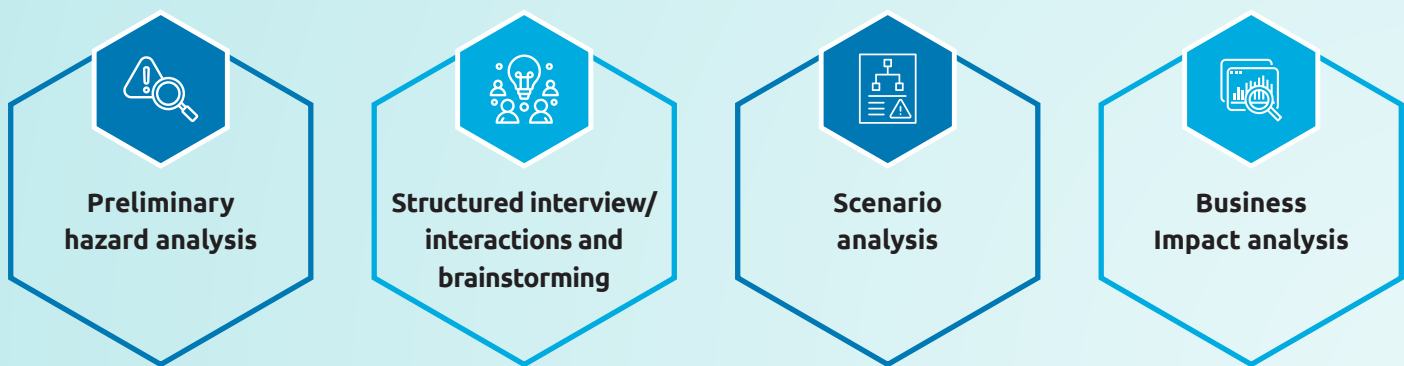 Preliminary
hazard analysis
Structured interview/
interactions and
brainstorming
Scenario
analysis
Business
Impact analysis